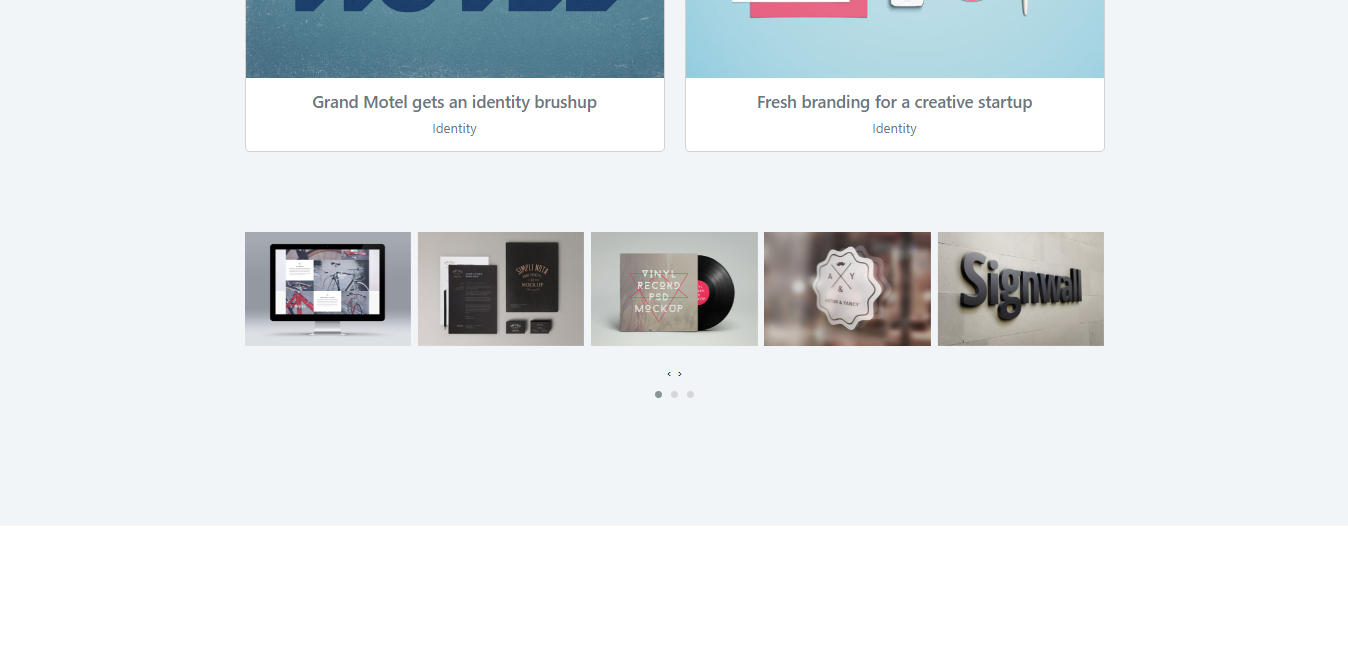 Grand Motel gets an identity brushup
Identity
Fresh branding for a creative startup
Identity
SIMPLI NOTA
MOCKUP
VINYL
RECORD
PSD
MOCKUP
A Y
&
Signwall
‹ ›